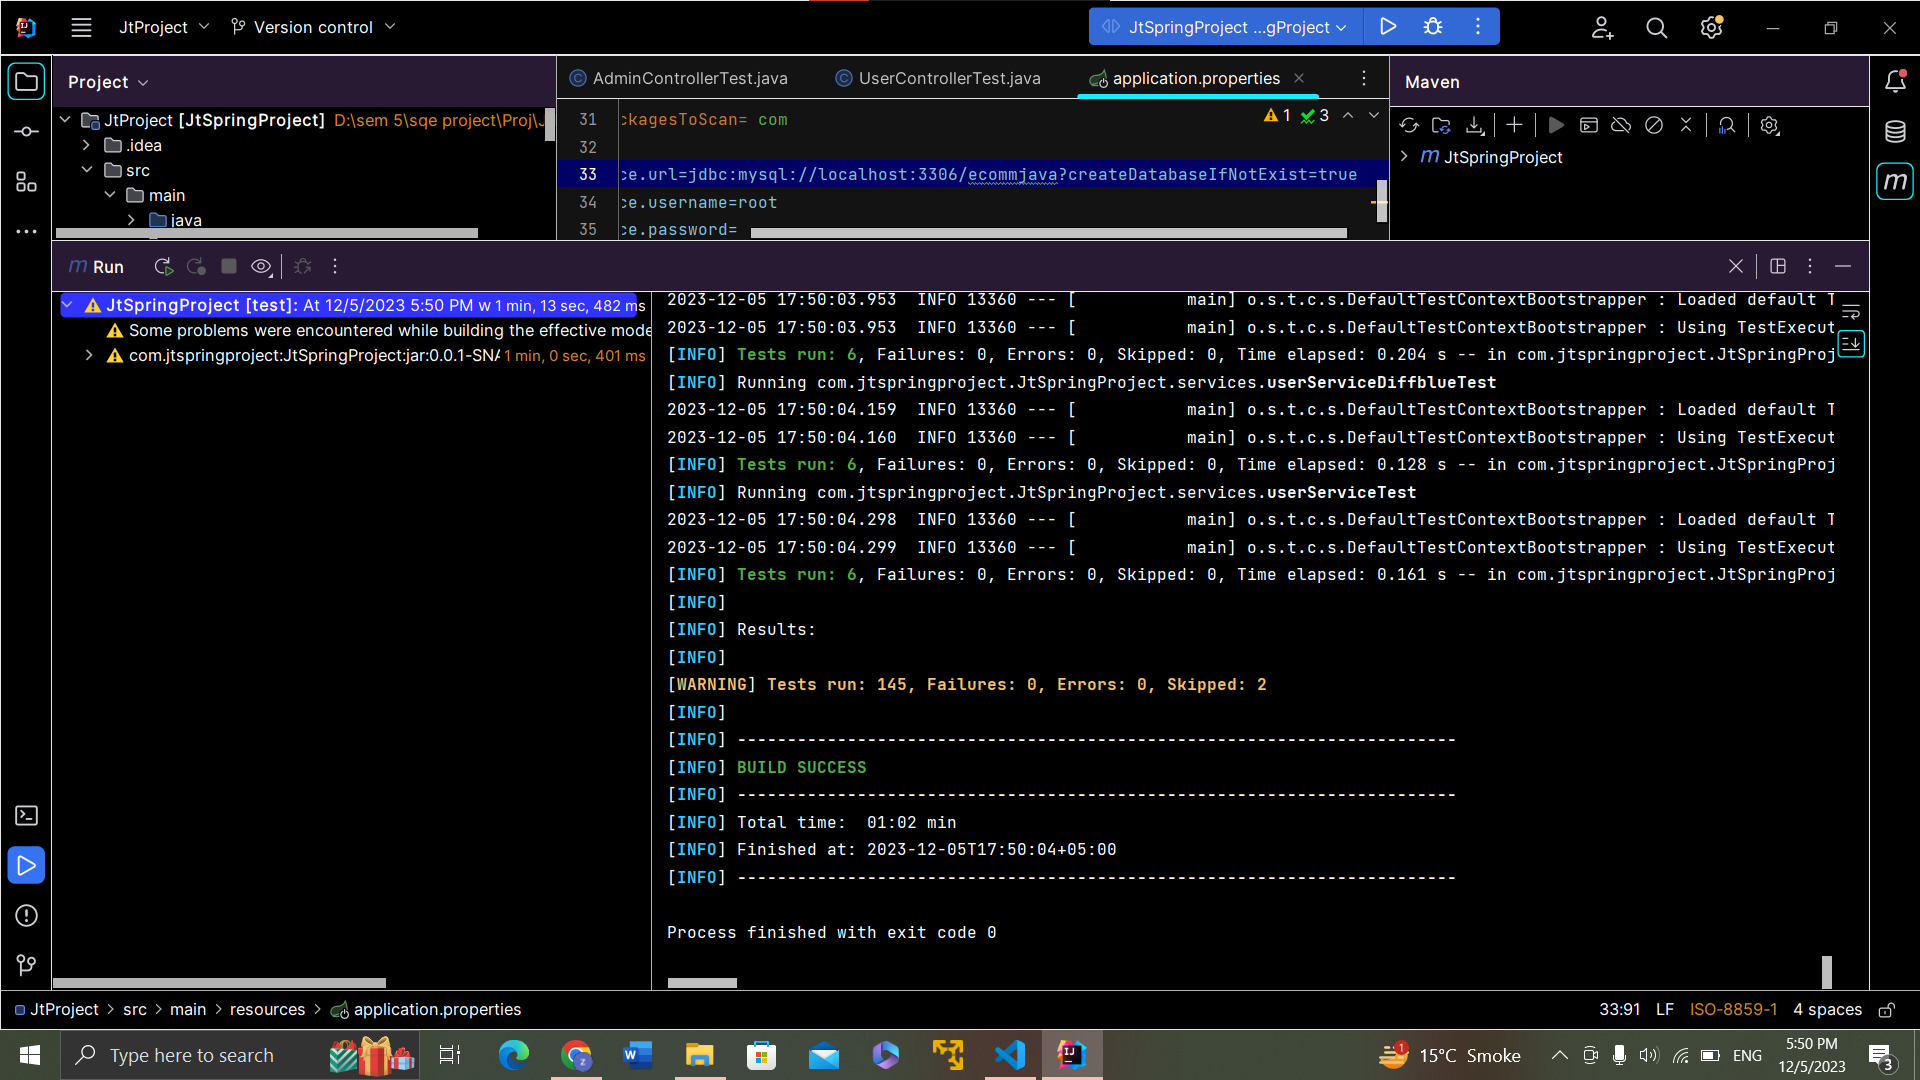 JtProject
Version control
JtSpringProject ...gProject
Project
AdminControllerTest.java
UserControllerTest.java
application.properties
Maven
JtProject [JtSpringProject] D:\sem 5\sqe project\Proj\J
.idea
src
main
java
31 ckagesToScan= com
32
33 ce.url=jdbc:mysql://localhost:3306/ecommjava?createDatabaseIfNotExist=true
34 ce.username=root
35 ce.password=
1 3
m JtSpringProject
m
m Run
JtSpringProject [test]: At 12/5/2023 5:50 PM w 1 min, 13 sec, 482 ms
Some problems were encountered while building the effective mode
com.jtspringproject:JtSpringProject:jar:0.0.1-SNA 1 min, 0 sec, 401 ms
2023-12-05 17:50:03.953  INFO 13360 --- [           main] o.s.t.c.s.DefaultTestContextBootstrapper : Loaded default T
2023-12-05 17:50:03.953  INFO 13360 --- [           main] o.s.t.c.s.DefaultTestContextBootstrapper : Using TestExecut
[INFO] Tests run: 6, Failures: 0, Errors: 0, Skipped: 0, Time elapsed: 0.204 s -- in com.jtspringproject.JtSpringProj
[INFO] Running com.jtspringproject.JtSpringProject.services.userServiceDiffblueTest
2023-12-05 17:50:04.159  INFO 13360 --- [           main] o.s.t.c.s.DefaultTestContextBootstrapper : Loaded default T
2023-12-05 17:50:04.160  INFO 13360 --- [           main] o.s.t.c.s.DefaultTestContextBootstrapper : Using TestExecut
[INFO] Tests run: 6, Failures: 0, Errors: 0, Skipped: 0, Time elapsed: 0.128 s -- in com.jtspringproject.JtSpringProj
[INFO] Running com.jtspringproject.JtSpringProject.services.userServiceTest
2023-12-05 17:50:04.298  INFO 13360 --- [           main] o.s.t.c.s.DefaultTestContextBootstrapper : Loaded default T
2023-12-05 17:50:04.299  INFO 13360 --- [           main] o.s.t.c.s.DefaultTestContextBootstrapper : Using TestExecut
[INFO] Tests run: 6, Failures: 0, Errors: 0, Skipped: 0, Time elapsed: 0.161 s -- in com.jtspringproject.JtSpringProj
[INFO]
[INFO] Results:
[INFO]
[WARNING] Tests run: 145, Failures: 0, Errors: 0, Skipped: 2
[INFO]
[INFO] ------------------------------------------------------------------------
[INFO] BUILD SUCCESS
[INFO] ------------------------------------------------------------------------
[INFO] Total time:  01:02 min
[INFO] Finished at: 2023-12-05T17:50:04+05:00
[INFO] ------------------------------------------------------------------------
Process finished with exit code 0
JtProject > src > main > resources > application.properties
33:91 LF ISO-8859-1 4 spaces
Type here to search
15°C Smoke
ENG
5:50 PM
12/5/2023
3